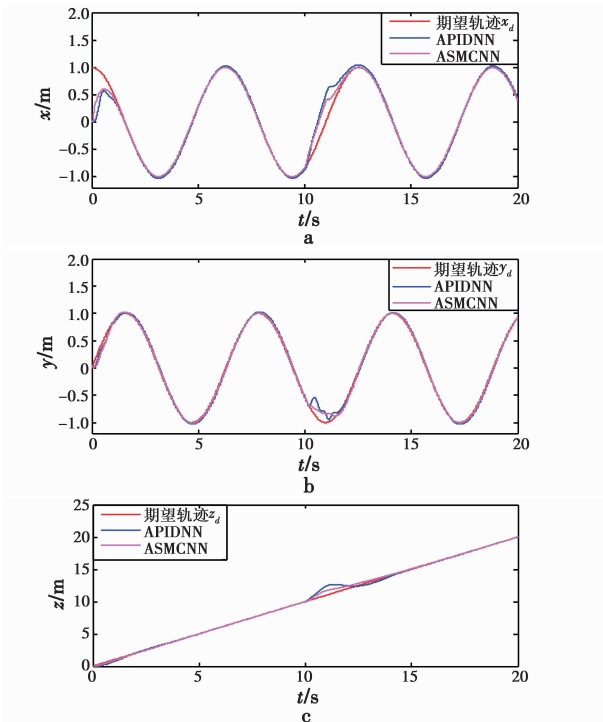 2.0
期望轨迹x_d
1.5
APIDNN
1.0
ASMCNN
0.5
x/m
0
−0.5
−1.0
0 5 10 15 20
t/s
a
2.0
期望轨迹y_d
1.5
APIDNN
1.0
ASMCNN
0.5
y/m
0
−0.5
−1.0
0 5 10 15 20
t/s
b
25
期望轨迹z_d
20
APIDNN
ASMCNN
15
z/m
10
5
0
0 5 10 15 20
t/s
c